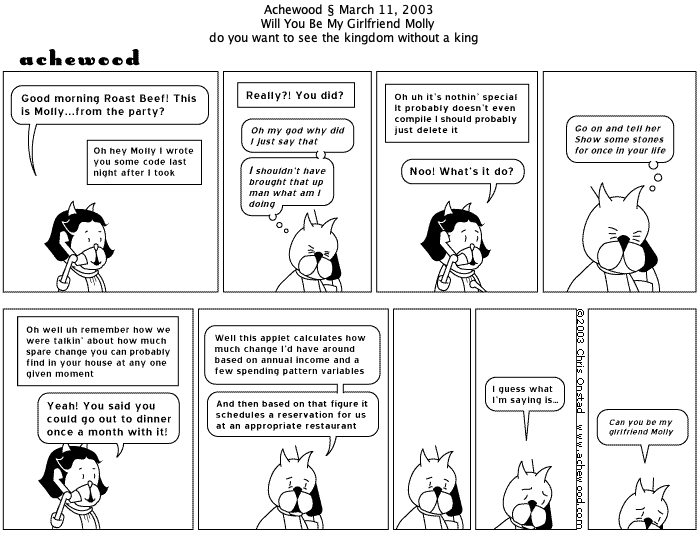 Achewood § March 11, 2003
Will You Be My Girlfriend Molly
do you want to see the kingdom without a king
achewood
Good morning Roast Beef! This
is Molly...from the party?
Oh hey Molly I wrote
you some code last
night after I took
Really?! You did?
Oh my god why did
I just say that
I shouldn't have
brought that up
man what am I
doing
Oh uh it's nothin' special
It probably doesn't even
compile I should probably
just delete it
Noo! What's it do?
Go on and tell her
Show some stones
for once in your life
Oh well uh remember how we
were talkin' about how much
spare change you can probably
find in your house at any one
given moment
Yeah! You said you
could go out to dinner
once a month with it!
Well this applet calculates
how much change I'd have around
based on annual income and a
few spending pattern variables
And then based on that figure it
schedules a reservation for us
at an appropriate restaurant
I guess what
I'm saying is...
©2003 Chris Onstad www.achewood.com
Can you be my
girlfriend Molly